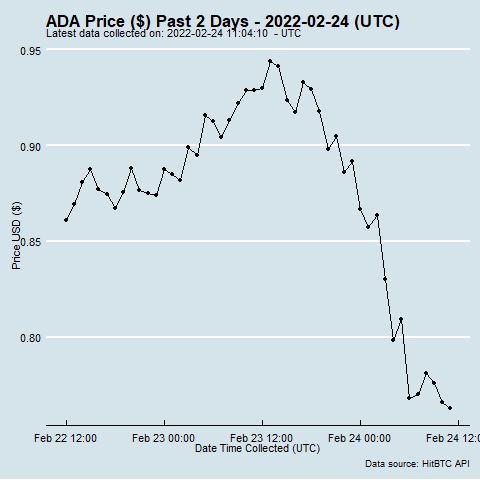 ADA Price ($) Past 2 Days - 2022-02-24 (UTC)
Latest data collected on: 2022-02-24 11:04:10  - UTC
0.95
0.90
0.85
0.80
Price USD ($)
Feb 22 12:00 Feb 23 00:00 Feb 23 12:00 Feb 24 00:00 Feb 24 12:0
Date Time Collected (UTC)
Data source: HitBTC API